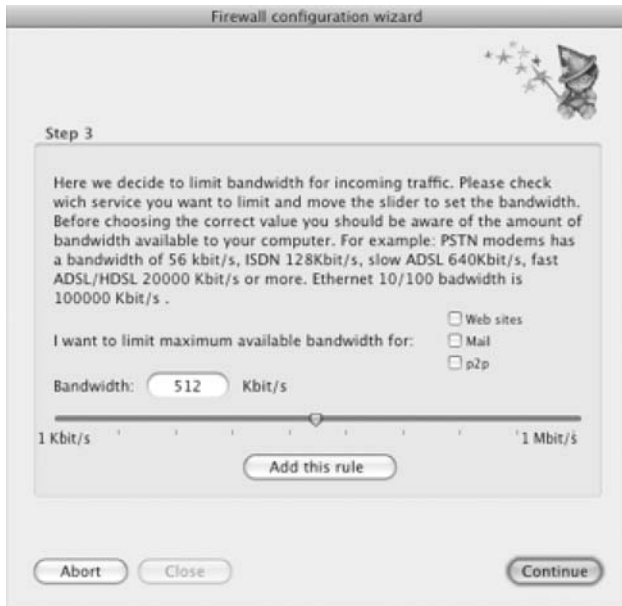 Firewall configuration wizard
Step 3
Here we decide to limit bandwidth for incoming traffic. Please check
wich service you want to limit and move the slider to set the bandwidth.
Before choosing the correct value you should be aware of the amount of
bandwidth available to your computer. For example: PSTN modems has
a bandwidth of 56 kbit/s, ISDN 128Kbit/s, slow ADSL 640Kbit/s, fast
ADSL/HDSL 20000 Kbit/s or more. Ethernet 10/100 badwidth is
100000 Kbit/s .
Web sites
I want to limit maximum available bandwidth for: Mail
p2p
Bandwidth: 512 Kbit/s
1 Kbit/s 1 Mbit/s
Add this rule
Abort Close Continue